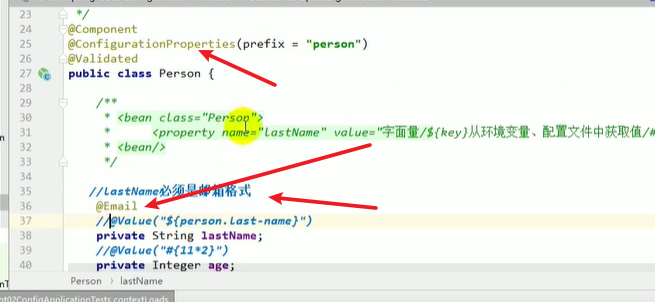 23 */
24 @Component
25 @ConfigurationProperties(prefix = "person")
26 @Validated
27 public class Person {
28
29 /**
30 * <bean class="Person">
31 * <property name="lastName" value="字面量/${key}从环境变量、配置文件中获取值/#
32 * <bean/>
33 */
34
35 //lastName必须是邮箱格式
36 @Email
37 //@Value("${person.last-name}")
38 private String lastName;
39 //@Value("#{11*2}")
40 private Integer age;
Person › lastName
ot02ConfigApplicationTests.contextLoads